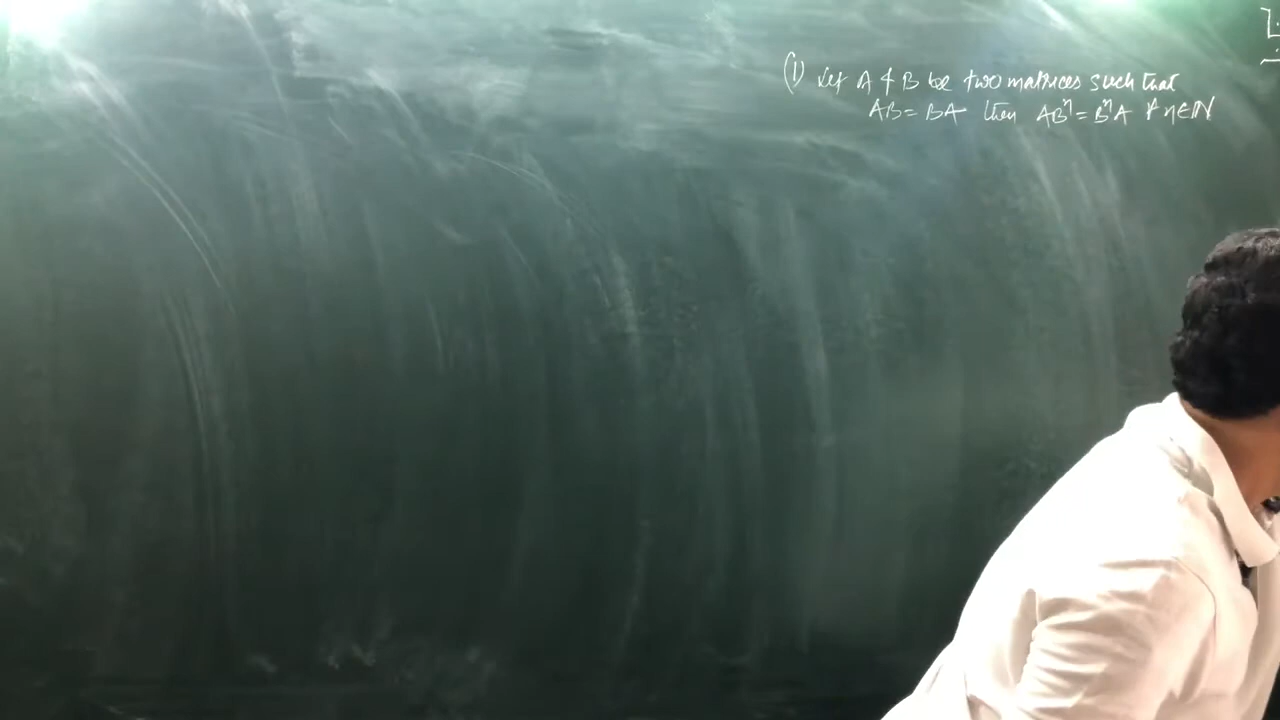 (1) Let A & B be two matrices such that
AB = BA then ABⁿ = BⁿA ∀ n ∈ N